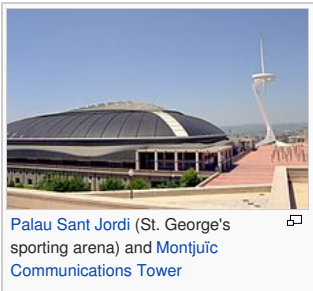 Palau Sant Jordi (St. George's
sporting arena) and Montjuïc
Communications Tower